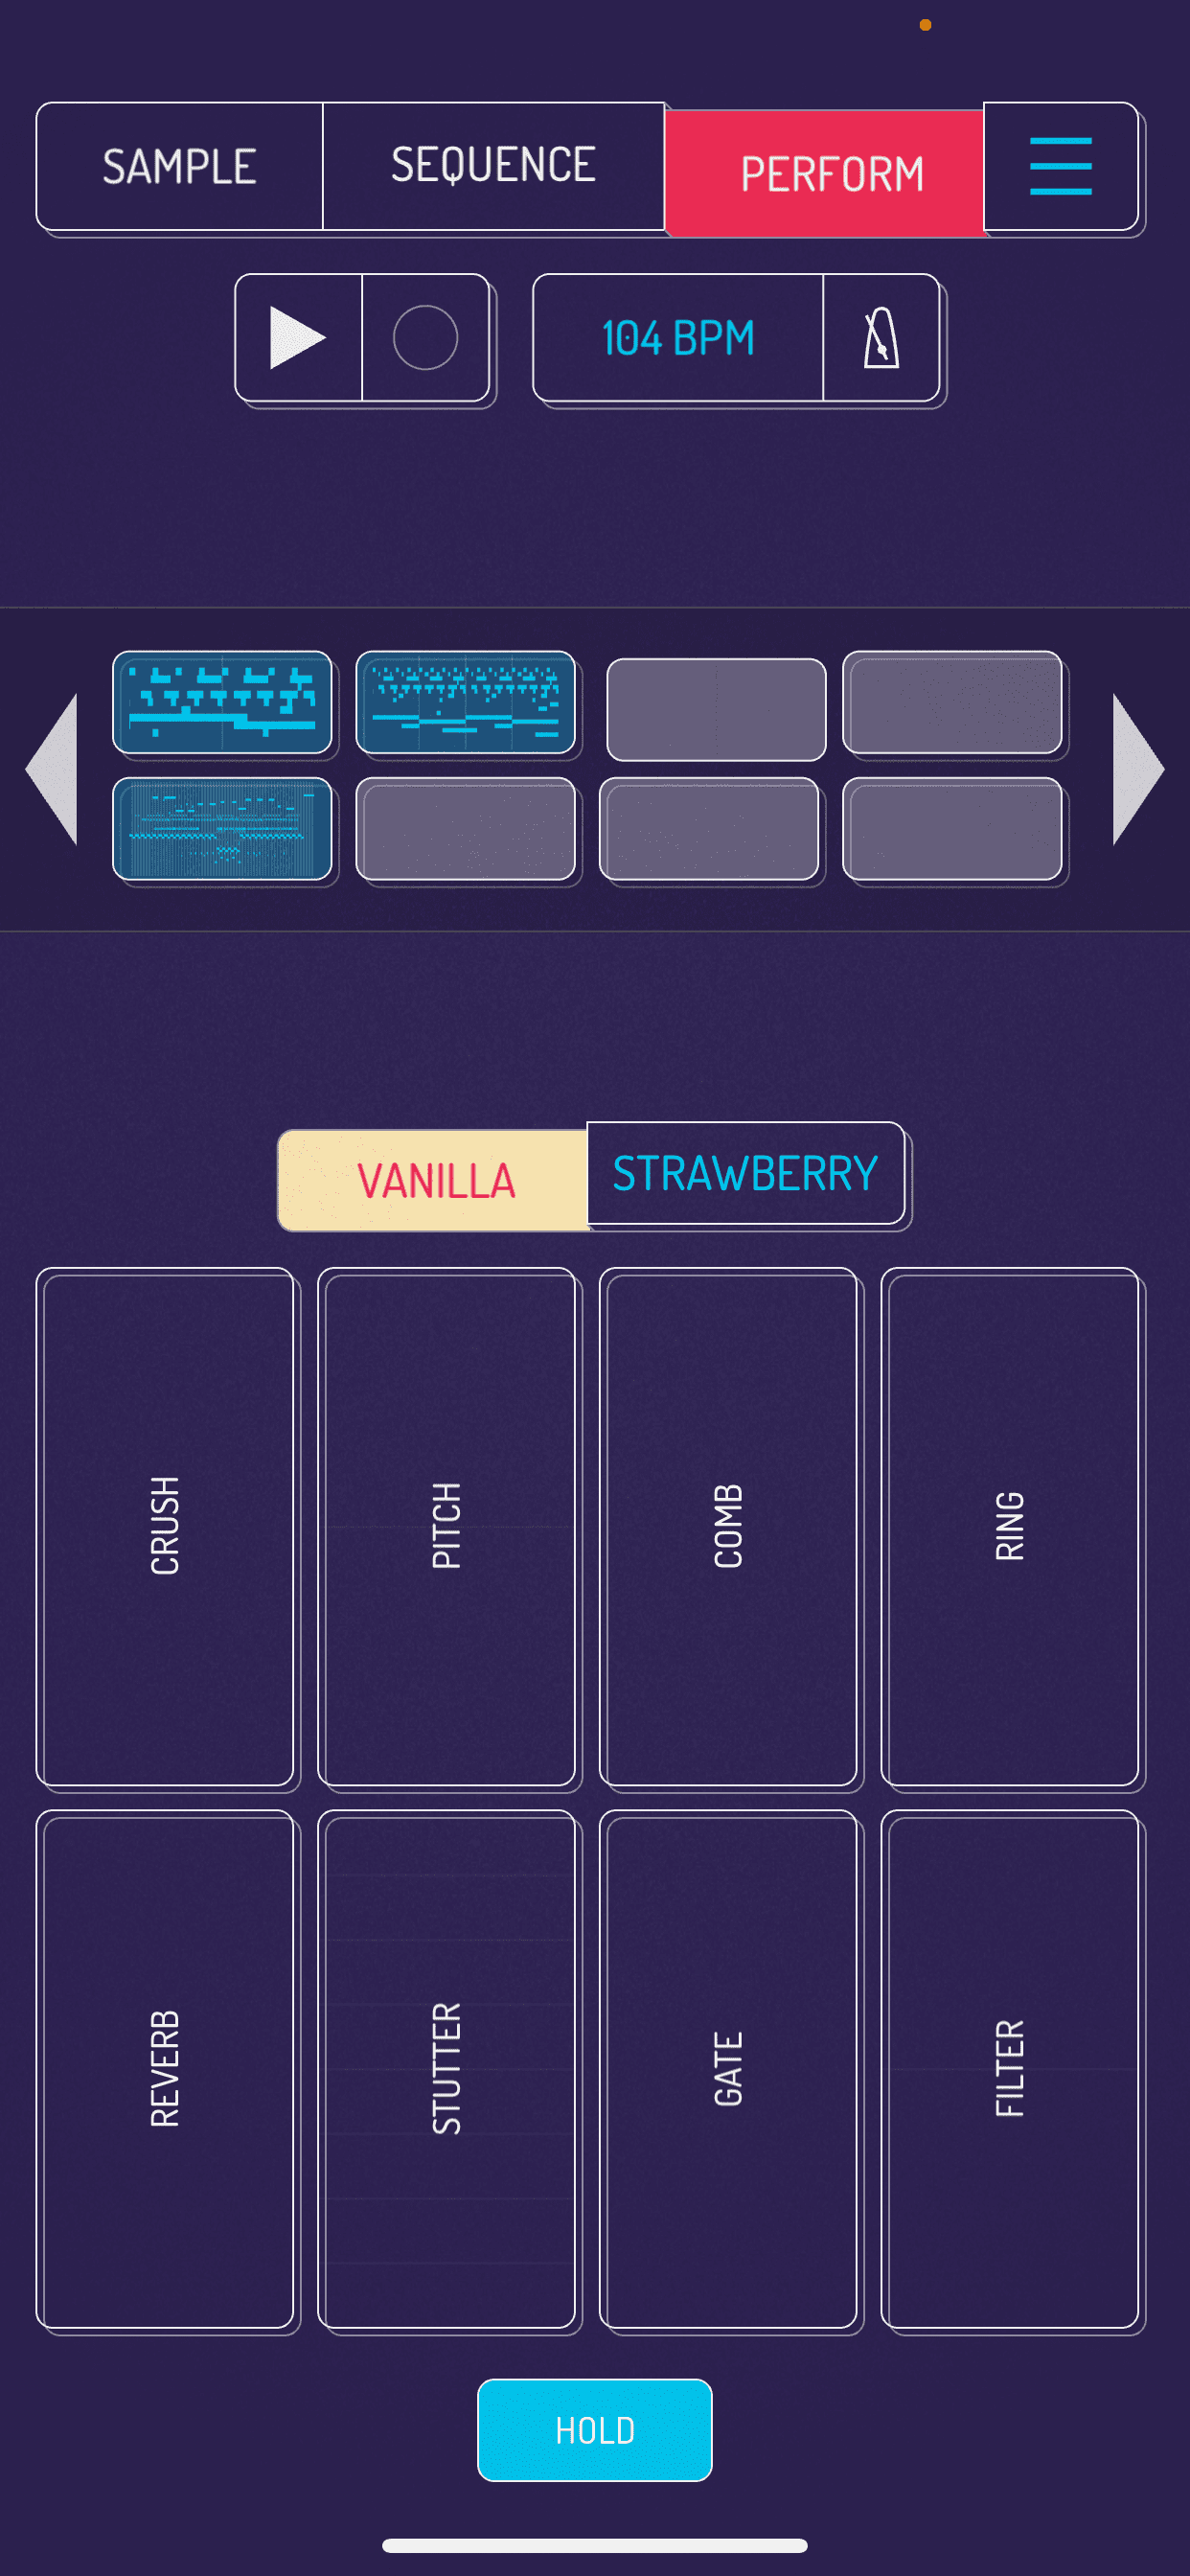 SAMPLE
SEQUENCE
PERFORM
104 BPM
VANILLA
STRAWBERRY
CRUSH
PITCH
COMB
RING
REVERB
STUTTER
GATE
FILTER
HOLD